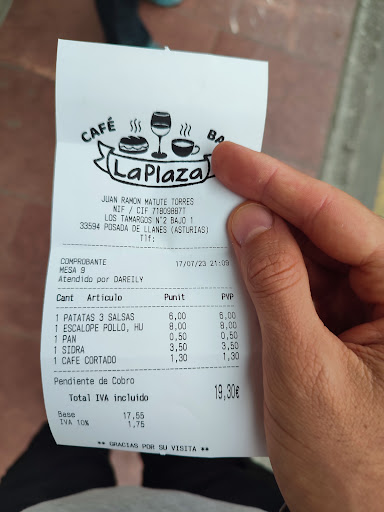 CAFÉ BA
LaPlaza
JUAN RAMON MATUTE TORRES
NIF / CIF 71809887T
LOS TAMARGOS Nº2 BAJO 1
33594 POSADA DE LLANES (ASTURIAS)
Tlf:
COMPROBANTE 17/07/23 21:09
MESA 9
Atendido por DAREILY
Cant Articulo Punit PVP
1 PATATAS 3 SALSAS 6,00 6,00
1 ESCALOPE POLLO, HU 8,00 8,00
1 PAN 0,50 0,50
1 SIDRA 3,50 3,50
1 CAFE CORTADO 1,30 1,30
Pendiente de Cobro
Total IVA incluido 19,30€
Base 17,55
IVA 10% 1,75
** GRACIAS POR SU VISITA **